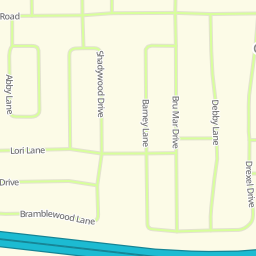 Road
Abby Lane
Shadywood Drive
Barney Lane
Bru Mar Drive
Debby Lane
Drexel Drive
Lori Lane
Drive
Bramblewood Lane